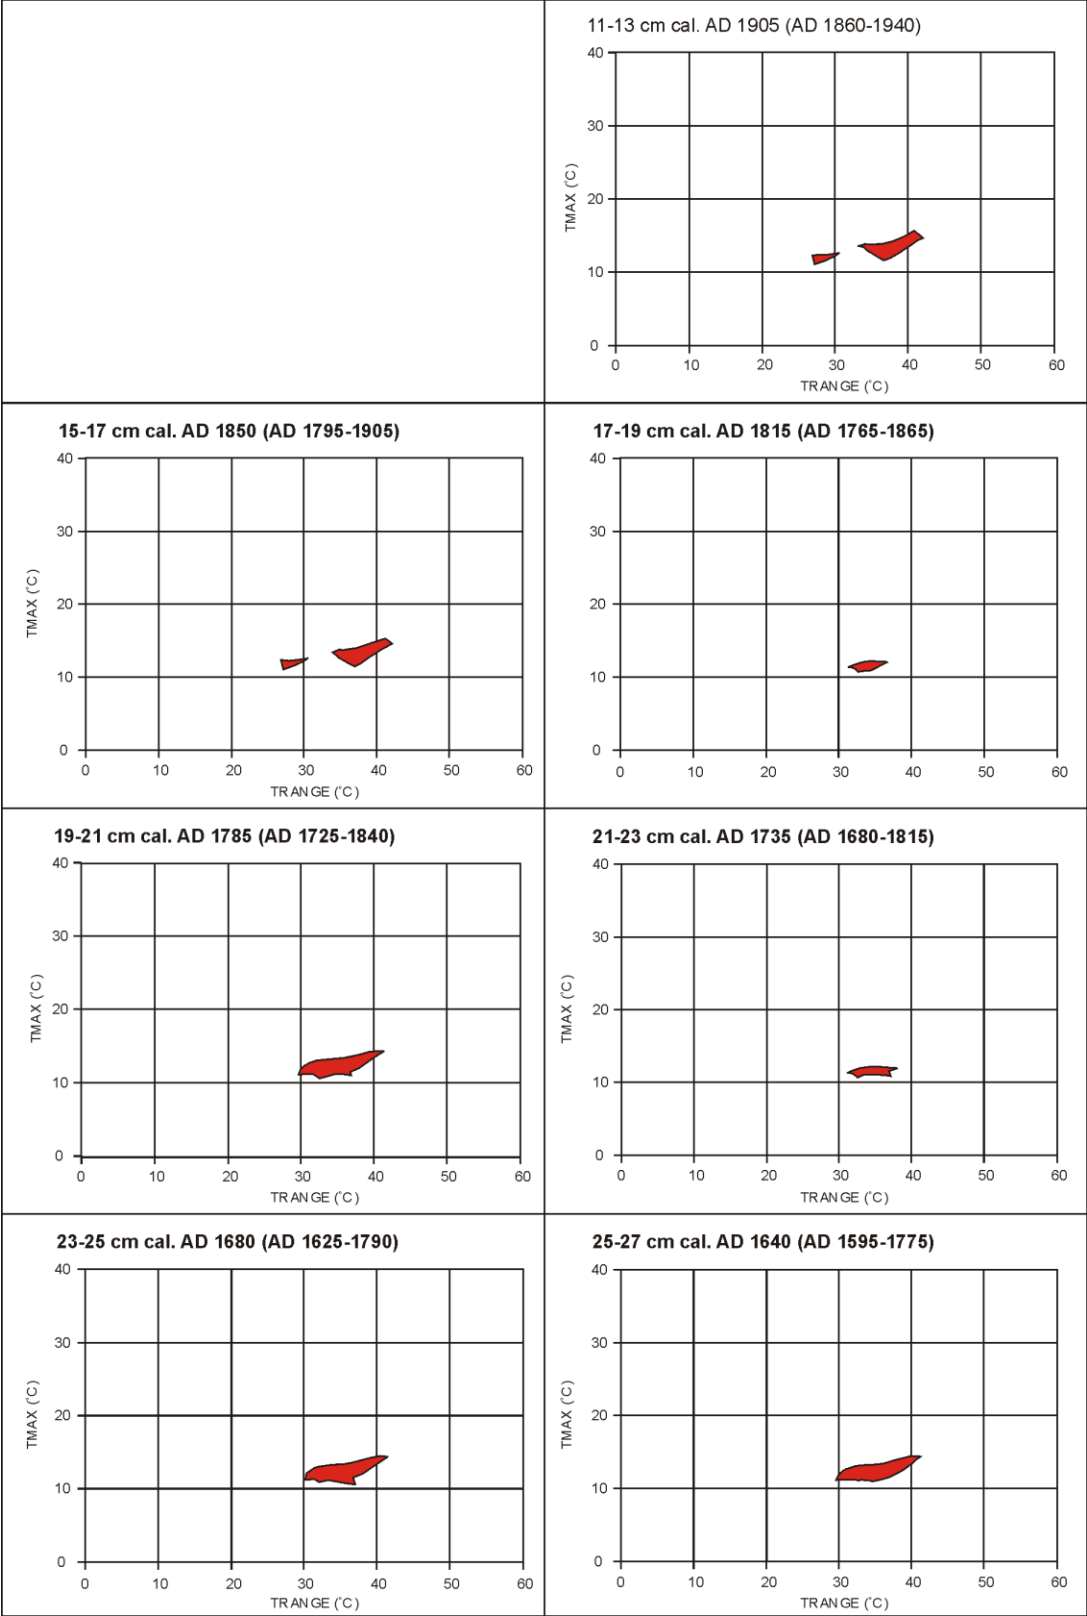 11-13 cm cal. AD 1905 (AD 1860-1940)
40
30
20
10
0
TMAX (°C)
0 10 20 30 40 50 60
TRANGE (°C)
15-17 cm cal. AD 1850 (AD 1795-1905)
40
30
20
10
0
TMAX (°C)
0 10 20 30 40 50 60
TRANGE (°C)
17-19 cm cal. AD 1815 (AD 1765-1865)
40
30
20
10
0
0 10 20 30 40 50 60
19-21 cm cal. AD 1785 (AD 1725-1840)
40
30
20
10
0
TMAX (°C)
0 10 20 30 40 50 60
TRANGE (°C)
21-23 cm cal. AD 1735 (AD 1680-1815)
40
30
20
10
0
TMAX (°C)
0 10 20 30 40 50 60
TRANGE (°C)
23-25 cm cal. AD 1680 (AD 1625-1790)
40
30
20
10
0
TMAX (°C)
0 10 20 30 40 50 60
TRANGE (°C)
25-27 cm cal. AD 1640 (AD 1595-1775)
40
30
20
10
0
TMAX (°C)
0 10 20 30 40 50 60
TRANGE (°C)